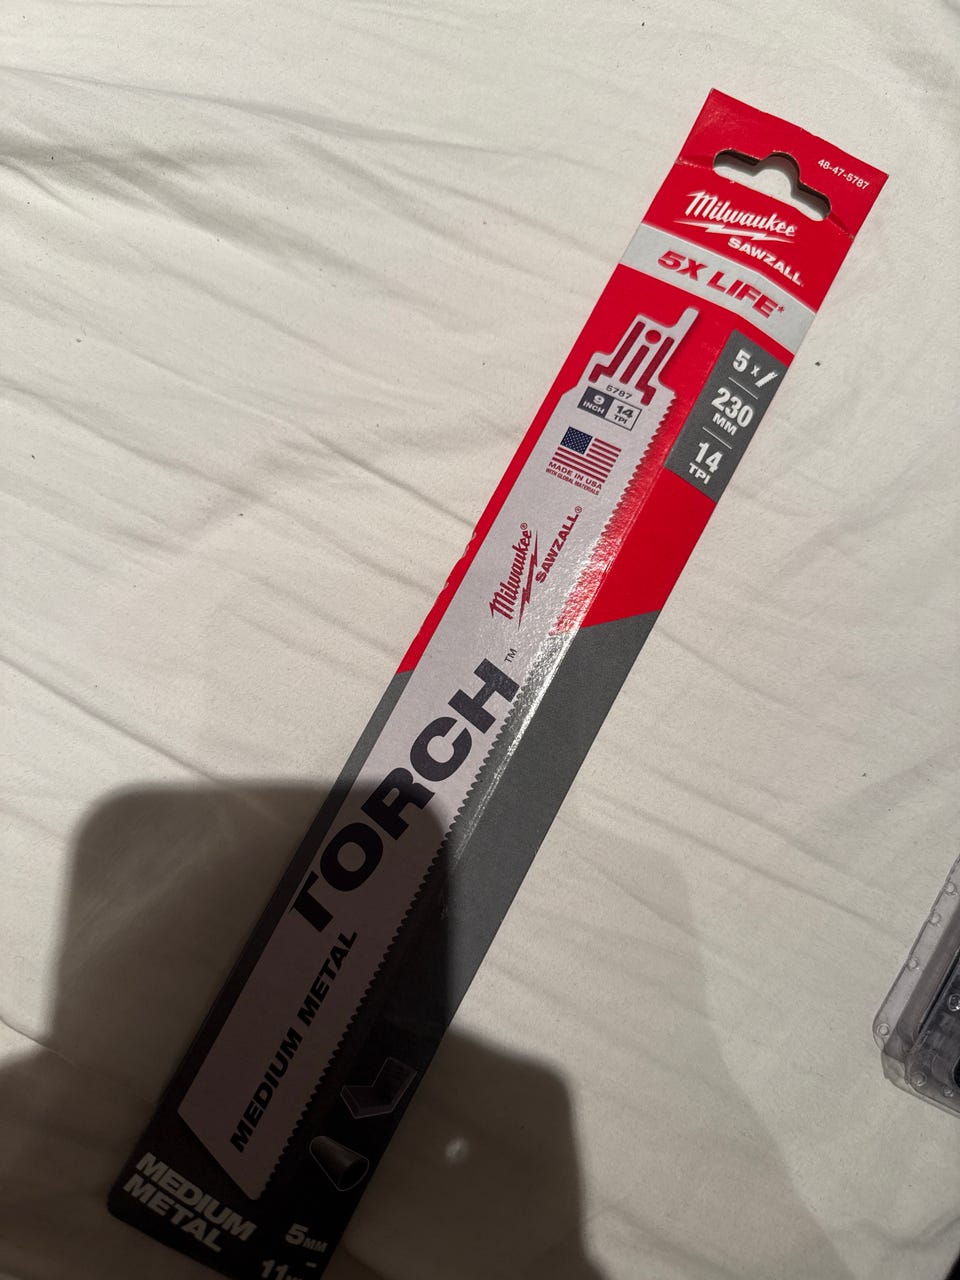 48-47-5787
Milwaukee
SAWZALL®
5X LIFE*
5 x
230
MM
14
TPI
5787
9
INCH
14
TPI
MADE IN USA
WITH GLOBAL MATERIALS
Milwaukee®
SAWZALL®
TORCH™
MEDIUM METAL
MEDIUM
METAL
5MM
-
11